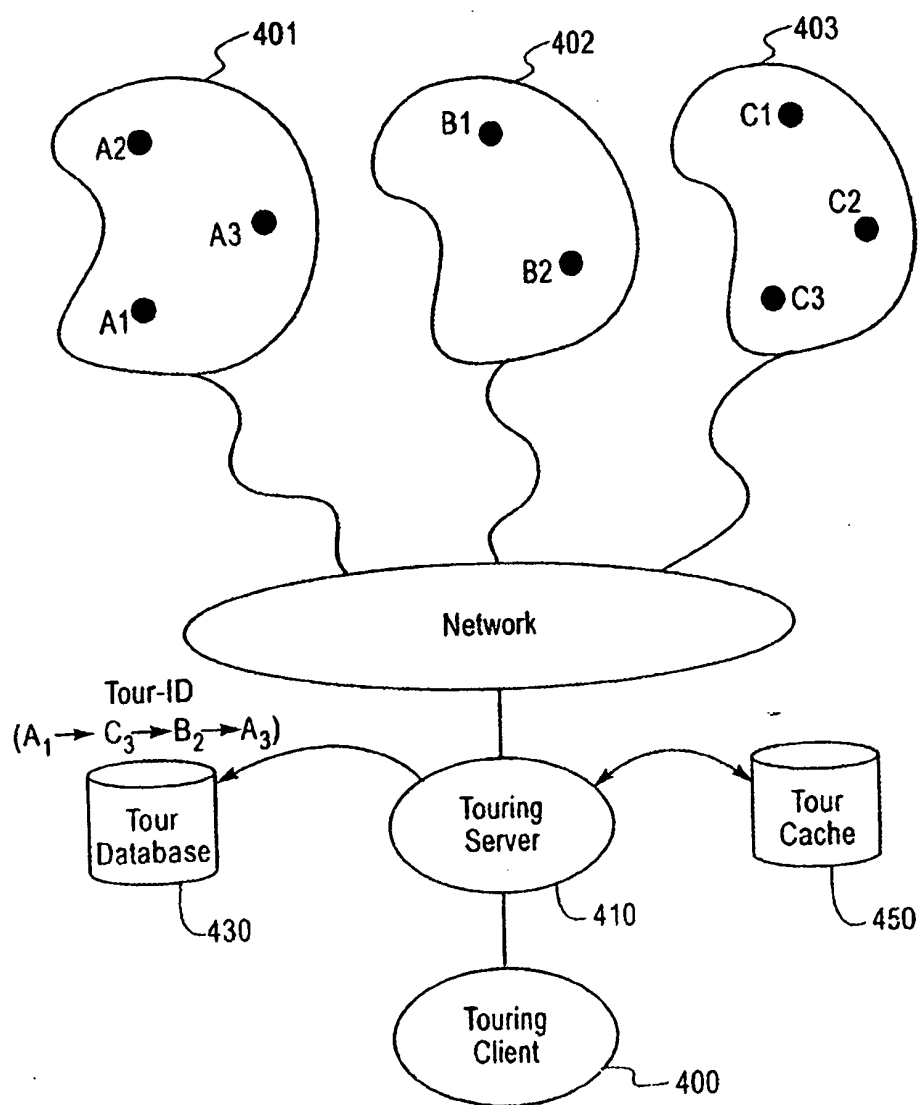 401
402
403
A2
A3
A1
B1
B2
C1
C2
C3
Network
Tour-ID
(A1→ C3→B2→A3)
Tour
Database
430
Touring
Server
410
Tour
Cache
450
Touring
Client
400